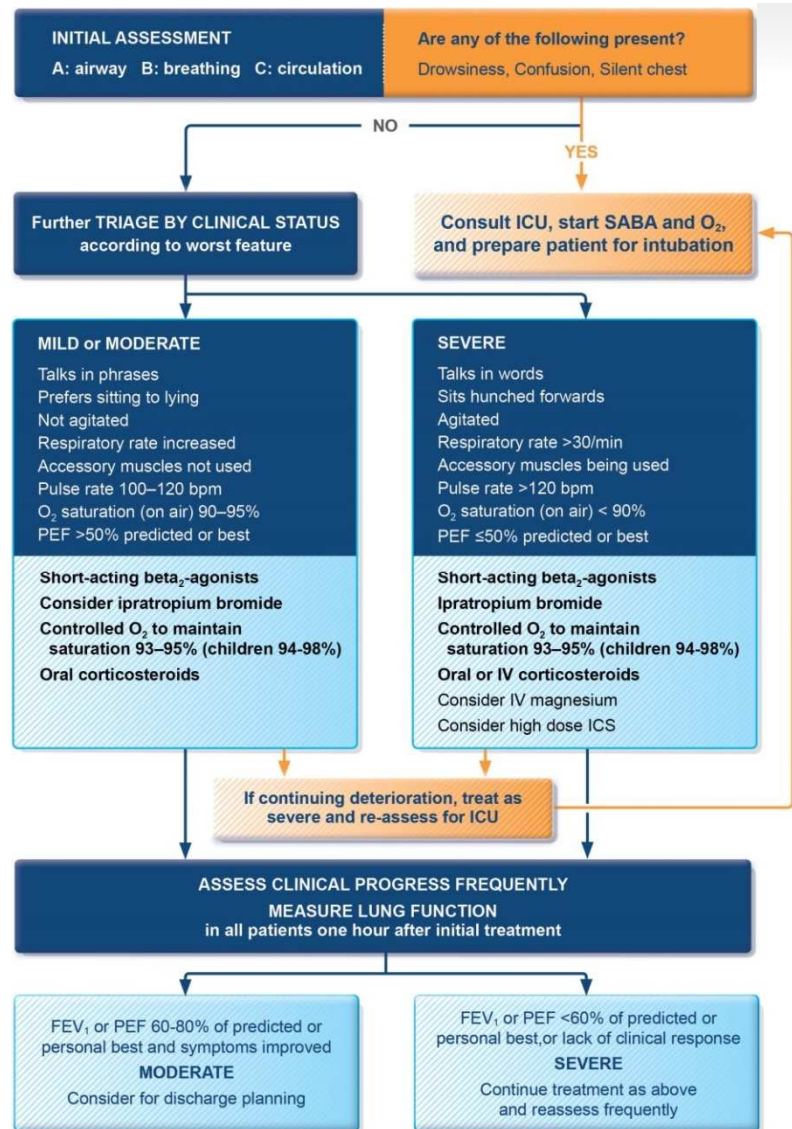 INITIAL ASSESSMENT
A: airway B: breathing C: circulation
Are any of the following present?
Drowsiness, Confusion, Silent chest
NO
YES
Further TRIAGE BY CLINICAL STATUS
according to worst feature
Consult ICU, start SABA and O₂,
and prepare patient for intubation
MILD or MODERATE
Talks in phrases
Prefers sitting to lying
Not agitated
Respiratory rate increased
Accessory muscles not used
Pulse rate 100–120 bpm
O₂ saturation (on air) 90–95%
PEF >50% predicted or best
Short-acting beta₂-agonists
Consider ipratropium bromide
Controlled O₂ to maintain
saturation 93–95% (children 94-98%)
Oral corticosteroids
SEVERE
Talks in words
Sits hunched forwards
Agitated
Respiratory rate >30/min
Accessory muscles being used
Pulse rate >120 bpm
O₂ saturation (on air) < 90%
PEF ≤50% predicted or best
Short-acting beta₂-agonists
Ipratropium bromide
Controlled O₂ to maintain
saturation 93–95% (children 94-98%)
Oral or IV corticosteroids
Consider IV magnesium
Consider high dose ICS
If continuing deterioration, treat as
severe and re-assess for ICU
ASSESS CLINICAL PROGRESS FREQUENTLY
MEASURE LUNG FUNCTION
in all patients one hour after initial treatment
FEV₁ or PEF 60-80% of predicted or
personal best and symptoms improved
MODERATE
Consider for discharge planning
FEV₁ or PEF <60% of predicted or
personal best,or lack of clinical response
SEVERE
Continue treatment as above
and reassess frequently